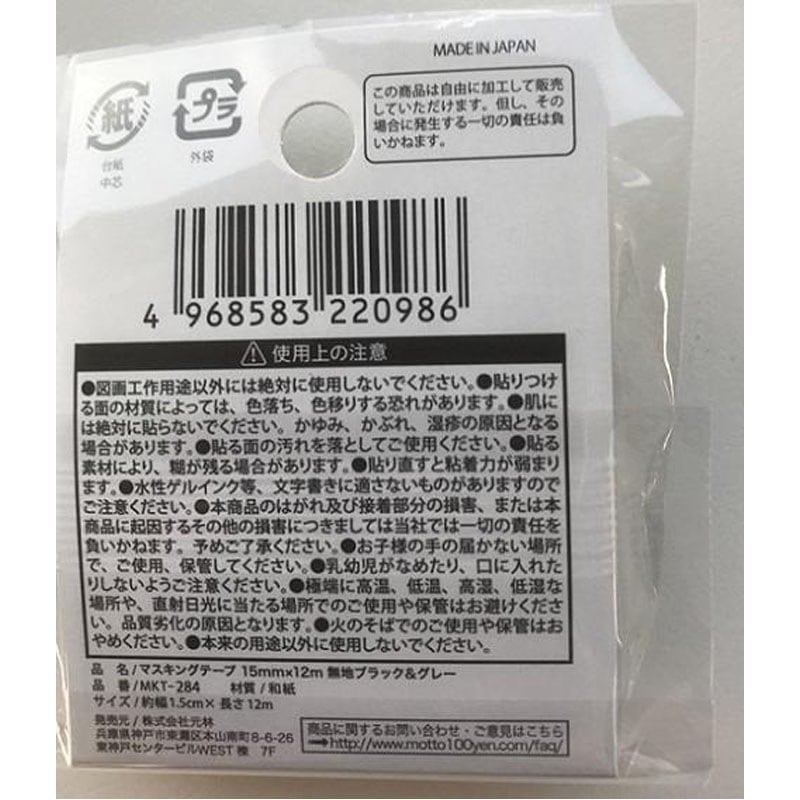 MADE IN JAPAN
紙
台紙
中芯
プラ
外袋
この商品は自由に加工して販売
していただけます。但し、その
場合に発生する一切の責任は負
いかねます。
4 968583 220986
使用上の注意
●図画工作用途以外には絶対に使用しないでください。●貼りつけ
る面の材質によっては、色落ち、色移りする恐れがあります。●肌に
は絶対に貼らないでください。かゆみ、かぶれ、湿疹の原因となる
場合があります。●貼る面の汚れを落としてご使用ください。●貼る
素材により、糊が残る場合があります。●貼り直すと粘着力が弱まり
ます。●水性ゲルインク等、文字書きに適さないものがありますので
ご注意ください。●本商品のはがれ及び接着部分の損害、または本
商品に起因するその他の損害につきましては当社では一切の責任を
負いかねます。予めご了承ください。●お子様の手の届かない場所
で、ご使用、保管してください。●乳幼児がなめたり、口に入れた
りしないようご注意ください。●極端に高温、低温、高湿、低湿な
場所や、直射日光に当たる場所でのご使用や保管はお避けくださ
い。品質劣化の原因となります。●火のそばでのご使用や保管はお
やめください。●本来の用途以外に使用しないでください。
品 名/マスキングテープ 15mm×12m 無地ブラック&グレー
品 番/MKT-284 材質/和紙
サイズ/約幅1.5cm×長さ12m
発売元/株式会社元林
兵庫県神戸市東灘区本山南町8-6-26
東神戸センタービルWEST棟 7F
商品に関するお問い合わせ・ご意見はこちら
→http://www.motto100yen.com/faq/